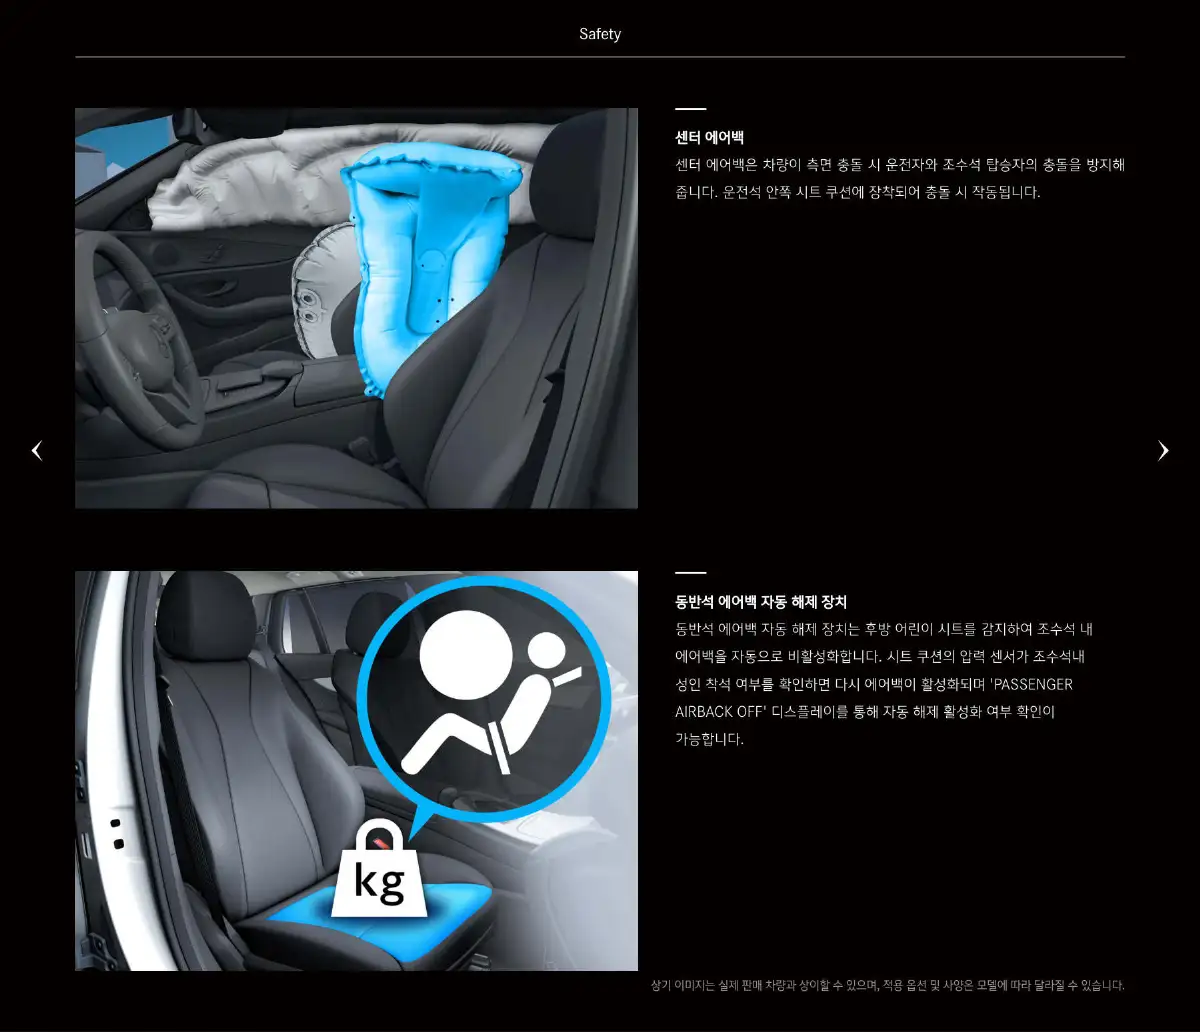 Safety
센터 에어백
센터 에어백은 차량이 측면 충돌 시 운전자와 조수석 탑승자의 충돌을 방지해
줍니다. 운전석 안쪽 시트 쿠션에 장착되어 충돌 시 작동됩니다.
동반석 에어백 자동 해제 장치
동반석 에어백 자동 해제 장치는 후방 어린이 시트를 감지하여 조수석 내
에어백을 자동으로 비활성화합니다. 시트 쿠션의 압력 센서가 조수석내
성인 착석 여부를 확인하면 다시 에어백이 활성화되며 'PASSENGER
AIRBACK OFF' 디스플레이를 통해 자동 해제 활성화 여부 확인이
가능합니다.
kg
상기 이미지는 실제 판매 차량과 상이할 수 있으며, 적용 옵션 및 사양은 모델에 따라 달라질 수 있습니다.